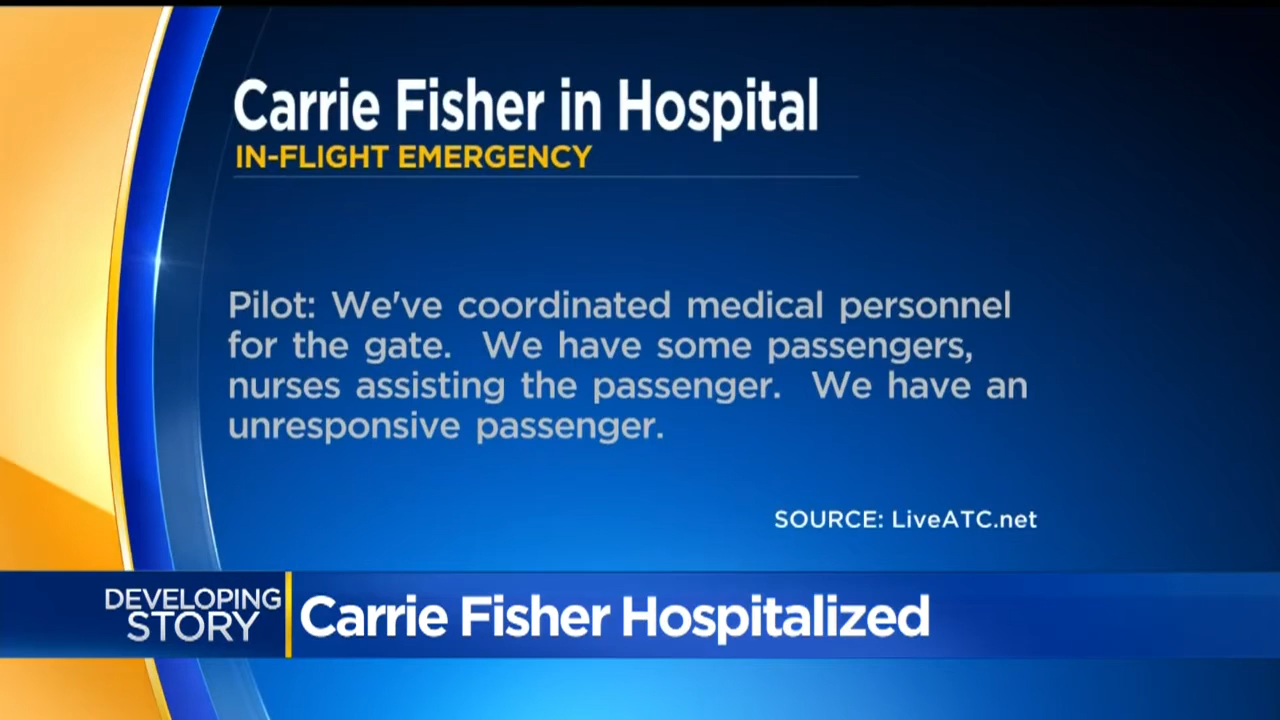 Carrie Fisher in Hospital
IN-FLIGHT EMERGENCY
Pilot: We've coordinated medical personnel
for the gate.  We have some passengers,
nurses assisting the passenger.  We have an
unresponsive passenger.
SOURCE: LiveATC.net
DEVELOPING
STORY
Carrie Fisher Hospitalized